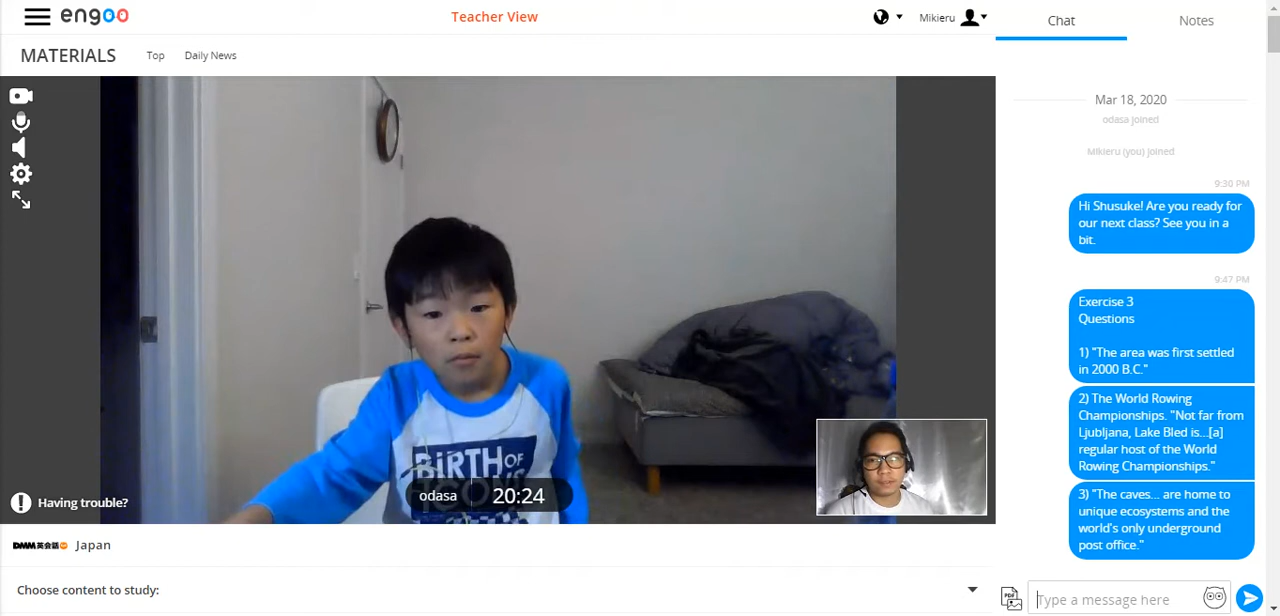 engoo
Teacher View
Mikieru
Chat
Notes
MATERIALS
Top
Daily News
Mar 18, 2020
odasa joined
Mikieru (you) joined
9:30 PM
Hi Shusuke! Are you ready for
our next class? See you in a
bit.
9:47 PM
Exercise 3
Questions
1) "The area was first settled
in 2000 B.C."
2) The World Rowing
Championships. "Not far from
Ljubljana, Lake Bled is...[a]
regular host of the World
Rowing Championships."
3) "The caves... are home to
unique ecosystems and the
world's only underground
post office."
BIRTH OF
ICONS
odasa
20:24
Having trouble?
DMM英会話
Japan
Choose content to study:
PDF
Type a message here